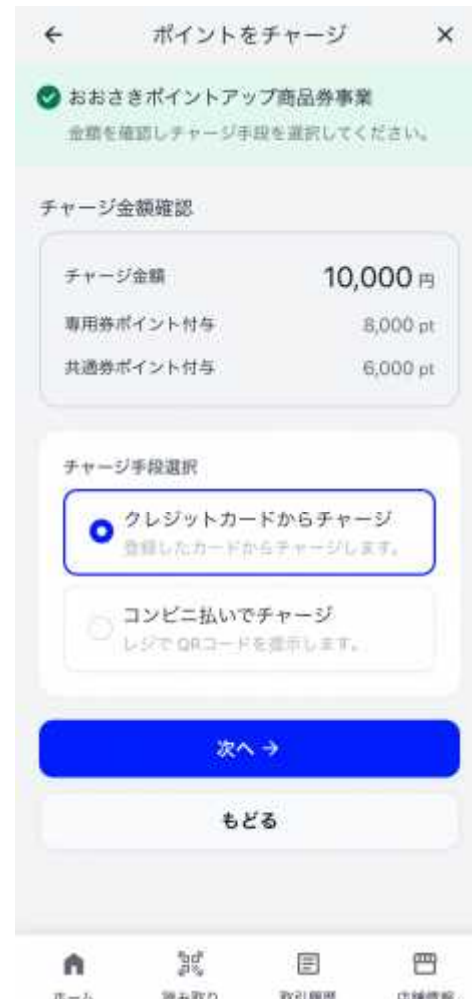 ポイントをチャージ
おおさきポイントアップ商品券事業
金額を確認しチャージ手段を選択してください。
チャージ金額確認
チャージ金額 10,000 円
専用券ポイント付与 8,000 pt
共通券ポイント付与 6,000 pt
チャージ手段選択
クレジットカードからチャージ
登録したカードからチャージします。
コンビニ払いでチャージ
レジで QRコードを提示します。
次へ →
もどる
ホーム 読み取り 取引履歴 店舗情報